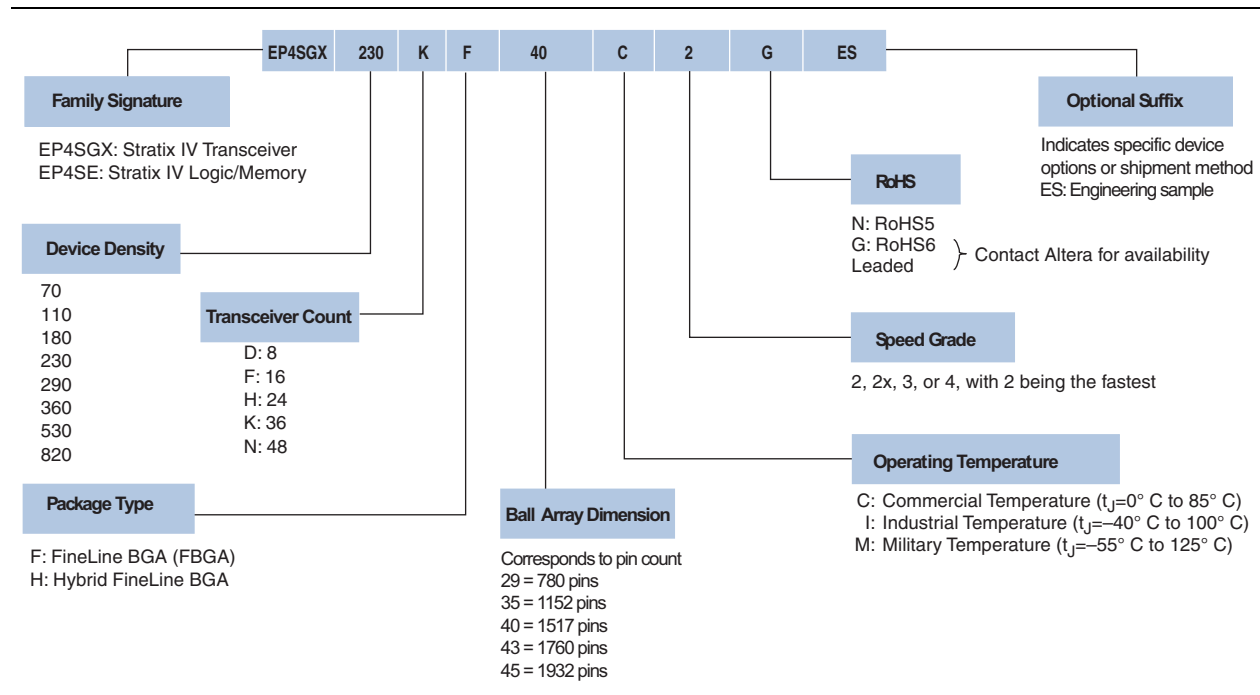 EP4SGX 230 K F 40 C 2 G ES
Family Signature
EP4SGX: Stratix IV Transceiver
EP4SE: Stratix IV Logic/Memory
Optional Suffix
Indicates specific device
options or shipment method
ES: Engineering sample
RoHS
N: RoHS5
G: RoHS6
Leaded
Contact Altera for availability
Device Density
70
110
180
230
290
360
530
820
Transceiver Count
D: 8
F: 16
H: 24
K: 36
N: 48
Speed Grade
2, 2x, 3, or 4, with 2 being the fastest
Operating Temperature
C: Commercial Temperature (tJ=0° C to 85° C)
I: Industrial Temperature (tJ=–40° C to 100° C)
M: Military Temperature (tJ=–55° C to 125° C)
Package Type
F: FineLine BGA (FBGA)
H: Hybrid FineLine BGA
Ball Array Dimension
Corresponds to pin count
29 = 780 pins
35 = 1152 pins
40 = 1517 pins
43 = 1760 pins
45 = 1932 pins